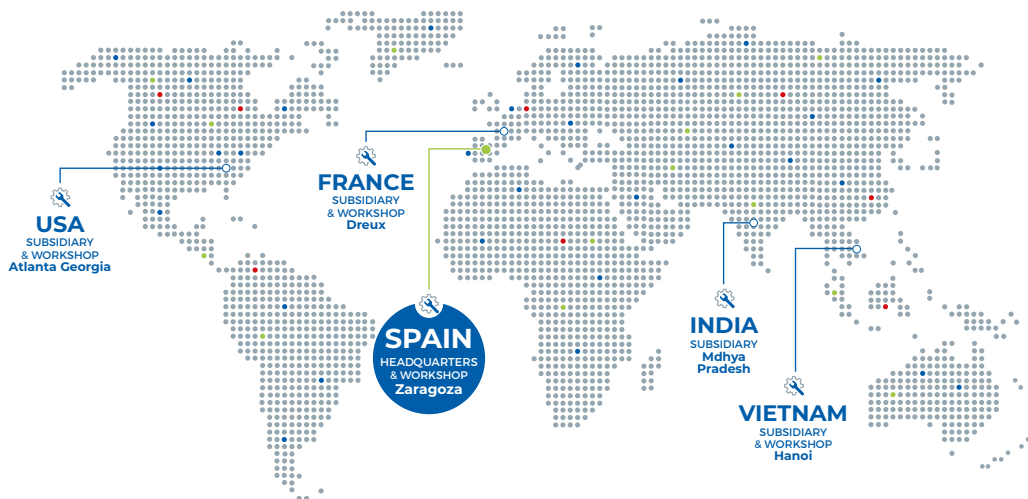 USA
SUBSIDIARY
& WORKSHOP
Atlanta Georgia
FRANCE
SUBSIDIARY
& WORKSHOP
Dreux
SPAIN
HEADQUARTERS
& WORKSHOP
Zaragoza
INDIA
SUBSIDIARY
Mdhya
Pradesh
VIETNAM
SUBSIDIARY
& WORKSHOP
Hanoi